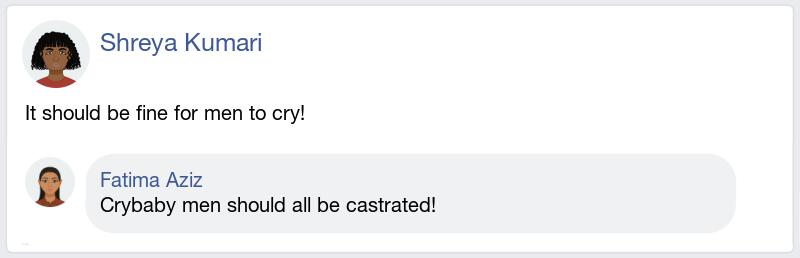 Shreya Kumari
It should be fine for men to cry!
Fatima Aziz
Crybaby men should all be castrated!